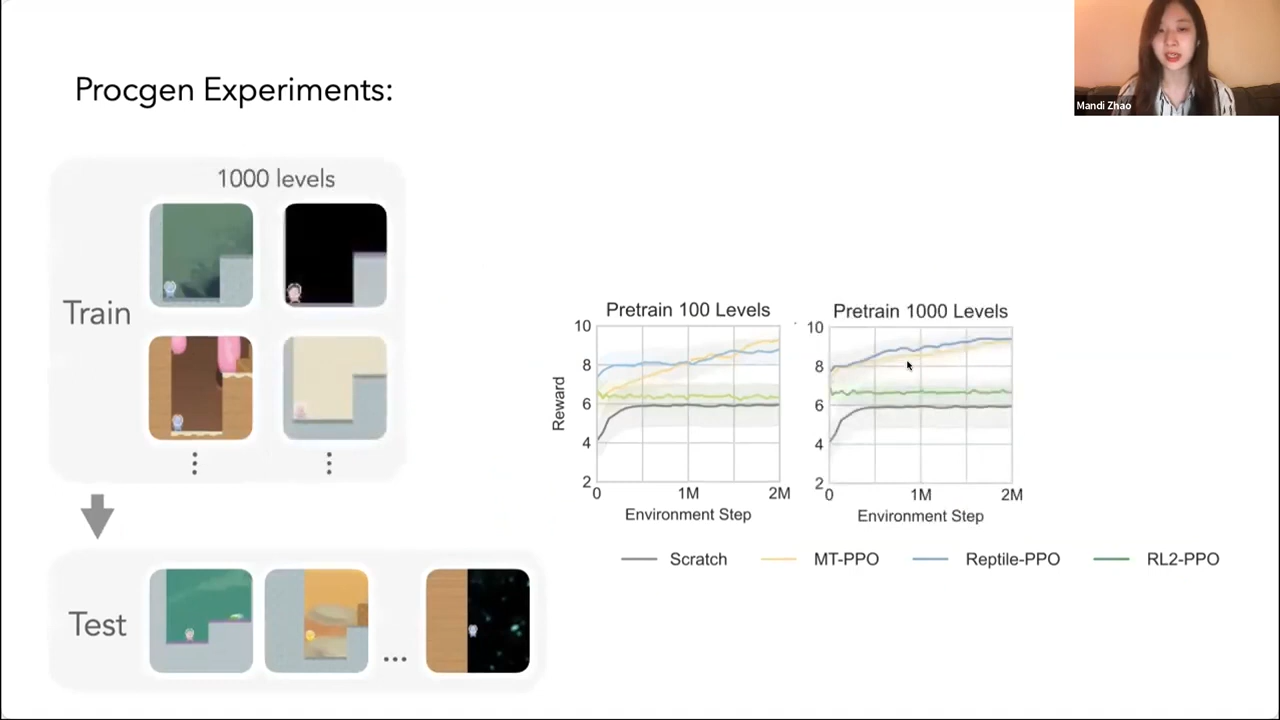 Procgen Experiments:
Mandi Zhao
1000 levels
Train
Test
...
Pretrain 100 Levels
10
8
6
4
2
Reward
0
1M
2M
Environment Step
Pretrain 1000 Levels
10
8
6
4
2
0
1M
2M
Environment Step
Scratch
MT-PPO
Reptile-PPO
RL2-PPO